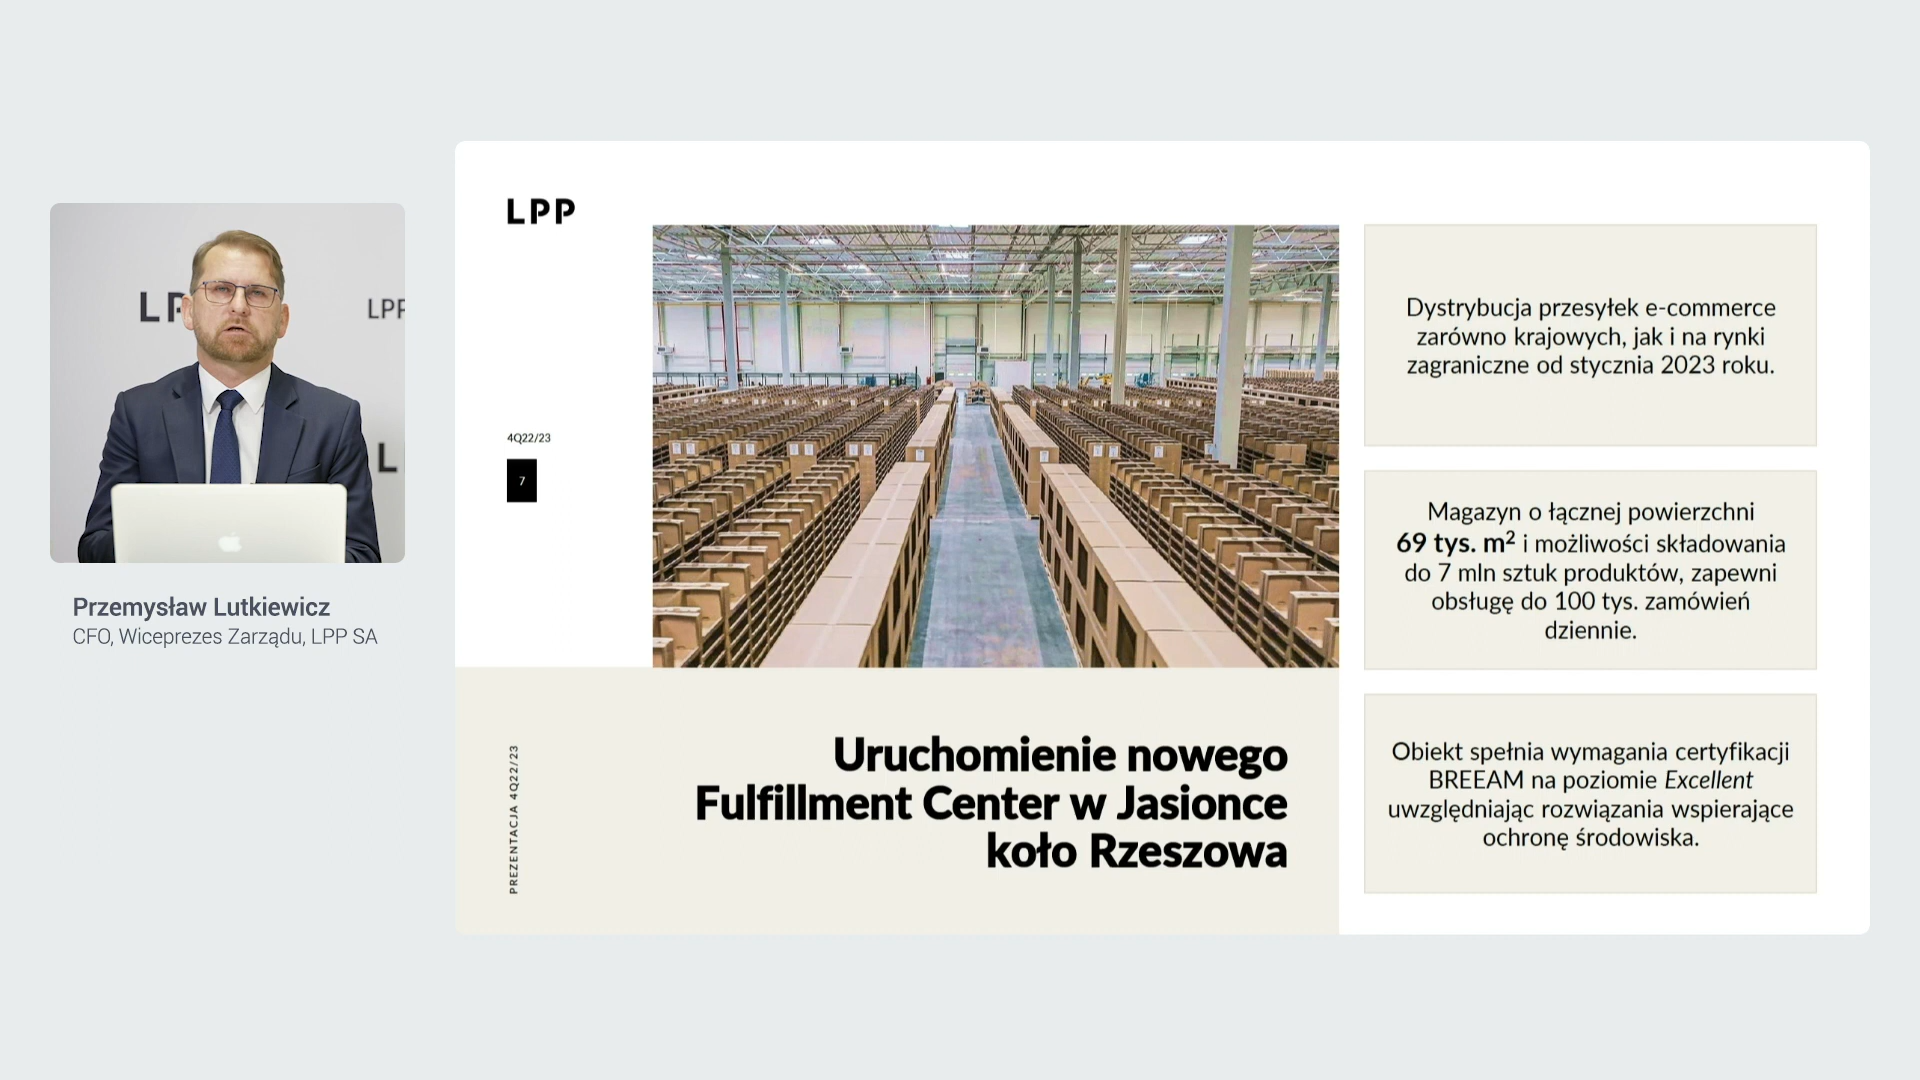 LPP
LPP
L
Przemysław Lutkiewicz
CFO, Wiceprezes Zarządu, LPP SA
LPP
4Q22/23
7
PREZENTACJA 4Q22/23
Uruchomienie nowego
Fulfillment Center w Jasionce
koło Rzeszowa
Dystrybucja przesyłek e-commerce
zarówno krajowych, jak i na rynki
zagraniczne od stycznia 2023 roku.
Magazyn o łącznej powierzchni
69 tys. m² i możliwości składowania
do 7 mln sztuk produktów, zapewni
obsługę do 100 tys. zamówień
dziennie.
Obiekt spełnia wymagania certyfikacji
BREEAM na poziomie Excellent
uwzględniając rozwiązania wspierające
ochronę środowiska.